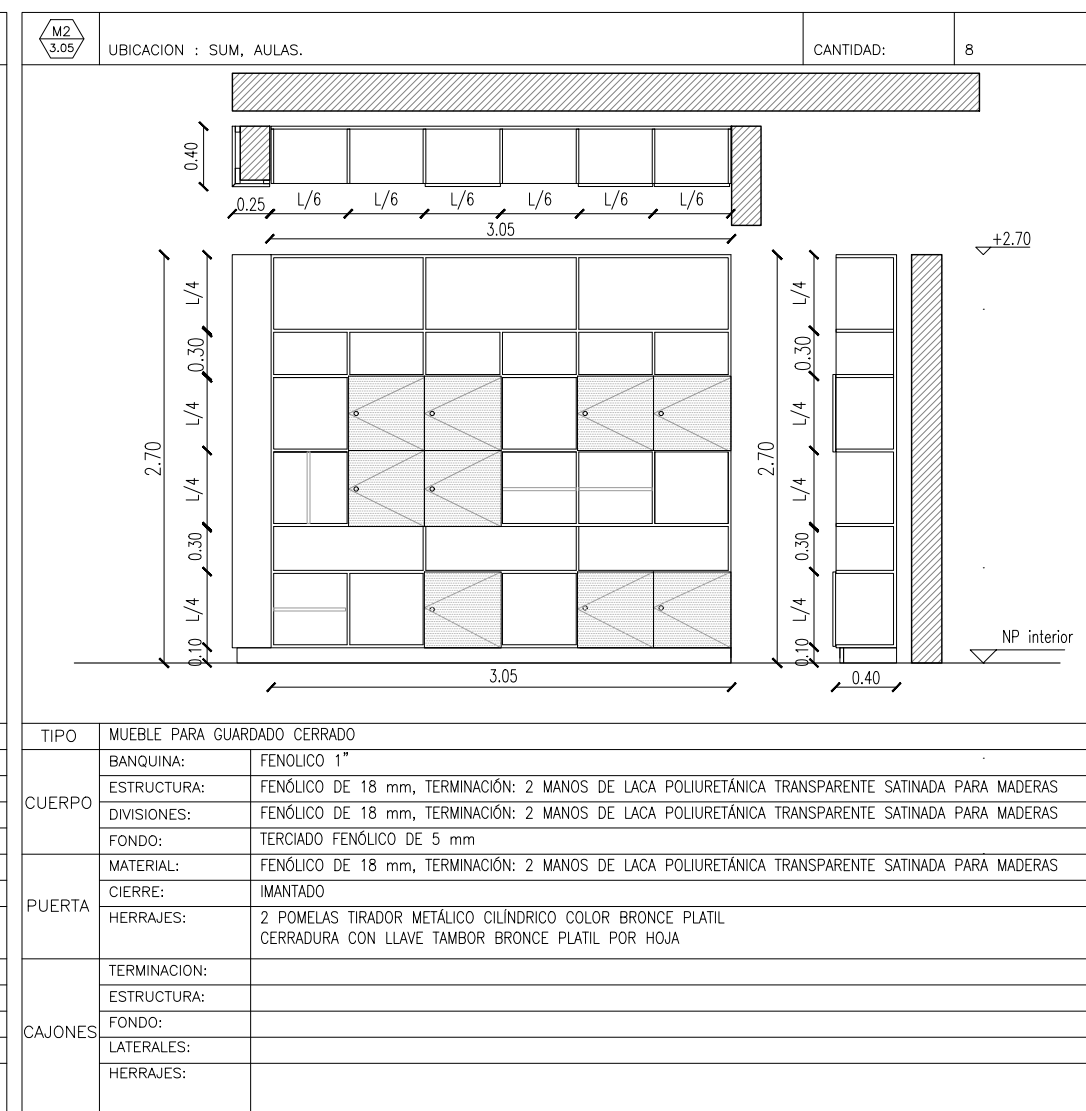 M2
3.05
UBICACION : SUM, AULAS.
CANTIDAD:
8
0.40
0.25
L/6
L/6
L/6
L/6
L/6
L/6
3.05
+2.70
L/4
0.30
L/4
L/4
0.30
L/4
0.10
2.70
2.70
L/4
0.30
L/4
L/4
0.30
L/4
0.10
NP interior
3.05
0.40
TIPO
MUEBLE PARA GUARDADO CERRADO
CUERPO
BANQUINA:
FENOLICO 1"
ESTRUCTURA:
FENÓLICO DE 18 mm, TERMINACIÓN: 2 MANOS DE LACA POLIURETÁNICA TRANSPARENTE SATINADA PARA MADERAS
DIVISIONES:
FENÓLICO DE 18 mm, TERMINACIÓN: 2 MANOS DE LACA POLIURETÁNICA TRANSPARENTE SATINADA PARA MADERAS
FONDO:
TERCIADO FENÓLICO DE 5 mm
PUERTA
MATERIAL:
FENÓLICO DE 18 mm, TERMINACIÓN: 2 MANOS DE LACA POLIURETÁNICA TRANSPARENTE SATINADA PARA MADERAS
CIERRE:
IMANTADO
HERRAJES:
2 POMELAS TIRADOR METÁLICO CILÍNDRICO COLOR BRONCE PLATIL
CERRADURA CON LLAVE TAMBOR BRONCE PLATIL POR HOJA
CAJONES
TERMINACION:
ESTRUCTURA:
FONDO:
LATERALES:
HERRAJES: